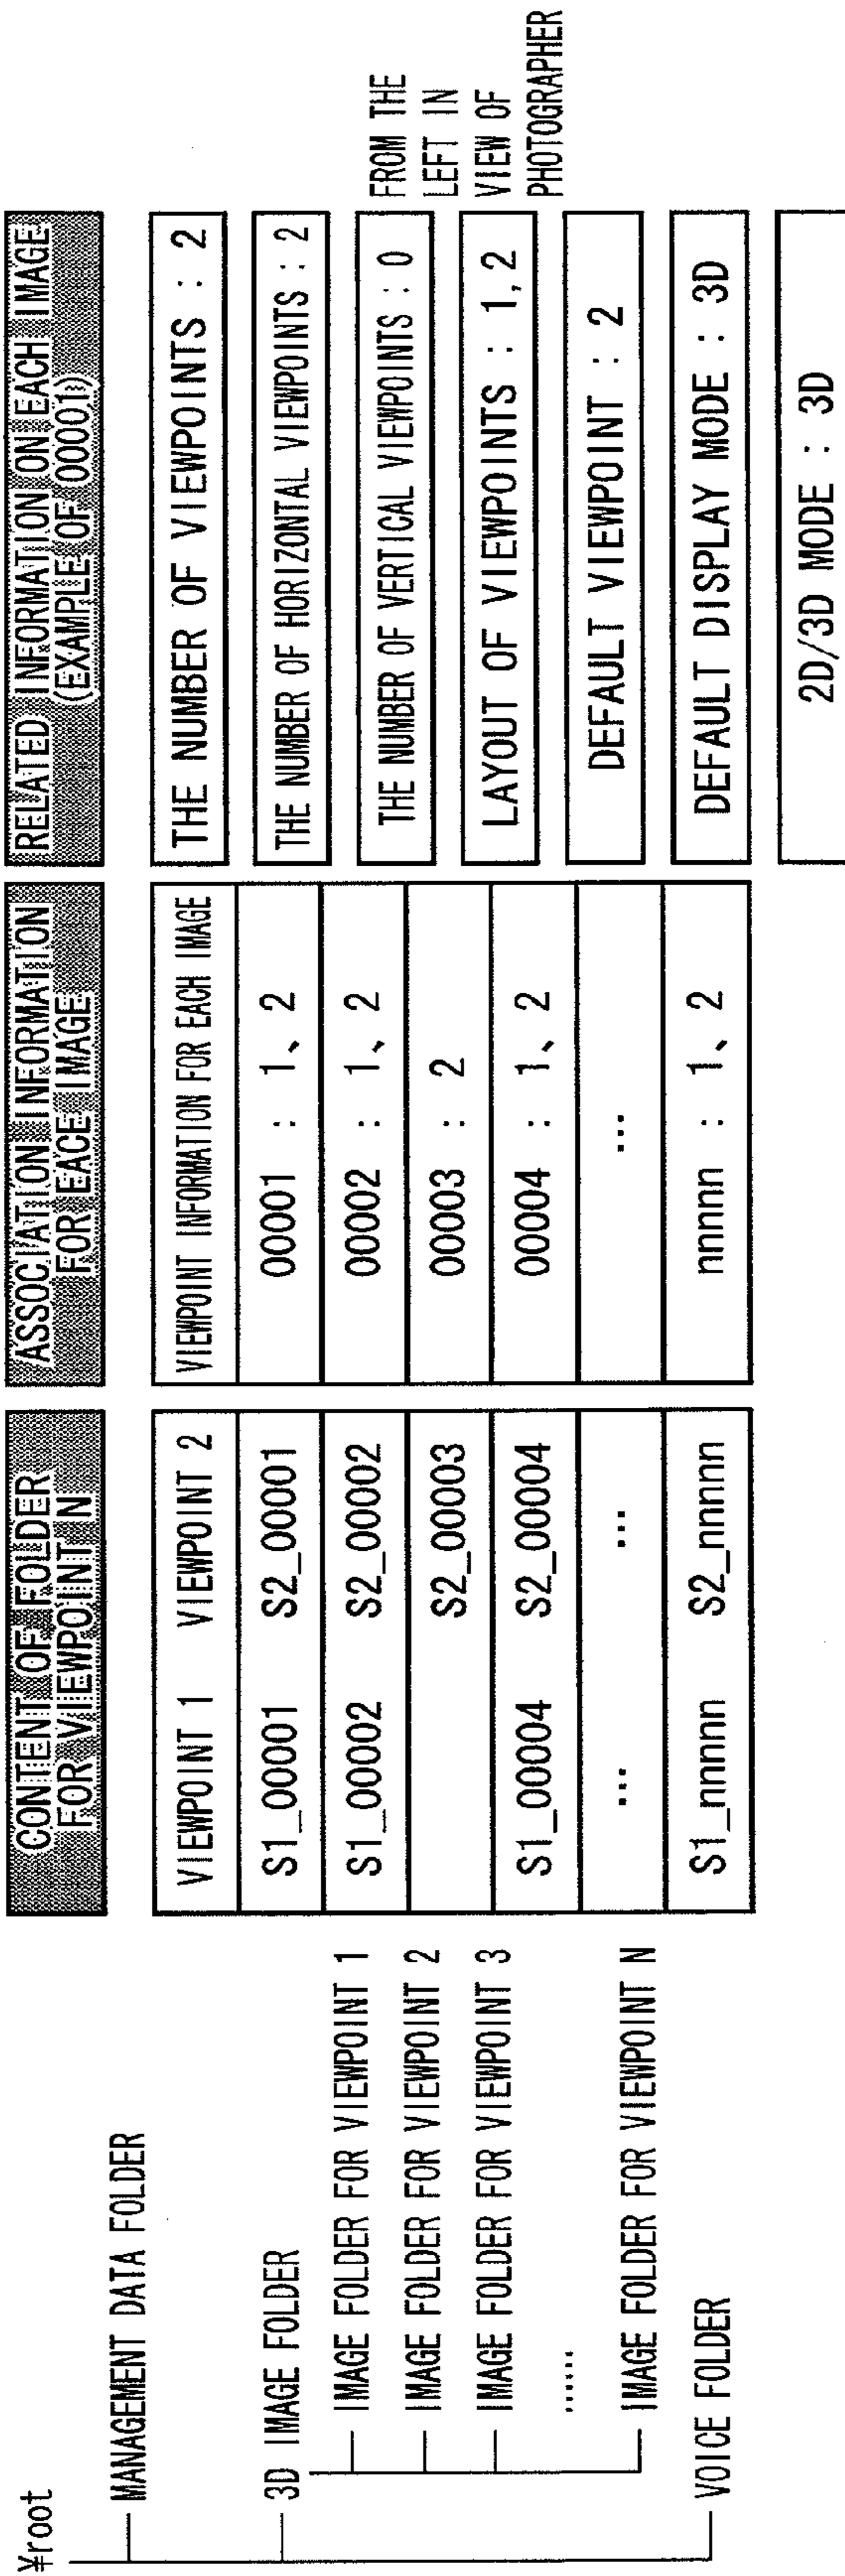 ¥root
MANAGEMENT DATA FOLDER
3D IMAGE FOLDER
IMAGE FOLDER FOR VIEWPOINT 1
IMAGE FOLDER FOR VIEWPOINT 2
IMAGE FOLDER FOR VIEWPOINT 3
......
IMAGE FOLDER FOR VIEWPOINT N
VOICE FOLDER
CONTENT OF FOLDER
FOR VIEWPOINT N
VIEWPOINT 1 VIEWPOINT 2
S1_00001 S2_00001
S1_00002 S2_00002
S2_00003
S1_00004 S2_00004
... ...
S1_nnnnn S2_nnnnn
ASSOCIATION INFORMATION
FOR EACE IMAGE
VIEWPOINT INFORMATION FOR EACH IMAGE
00001 : 1、2
00002 : 1、2
00003 : 2
00004 : 1、2
...
nnnnn : 1、2
RELATED INFORMATION ON EACH IMAGE
(EXAMPLE OF 00001)
THE NUMBER OF VIEWPOINTS : 2
THE NUMBER OF HORIZONTAL VIEWPOINTS : 2
THE NUMBER OF VERTICAL VIEWPOINTS : 0
LAYOUT OF VIEWPOINTS : 1,2
DEFAULT VIEWPOINT : 2
DEFAULT DISPLAY MODE : 3D
2D/3D MODE : 3D
FROM THE
LEFT IN
VIEW OF
PHOTOGRAPHER